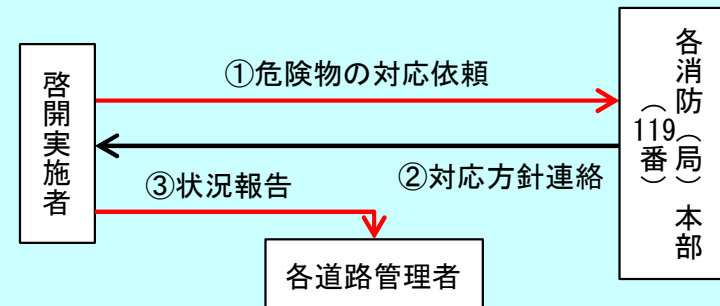 啓開実施者
①危険物の対応依頼
各消防（局）本部
（119番）
②対応方針連絡
③状況報告
各道路管理者